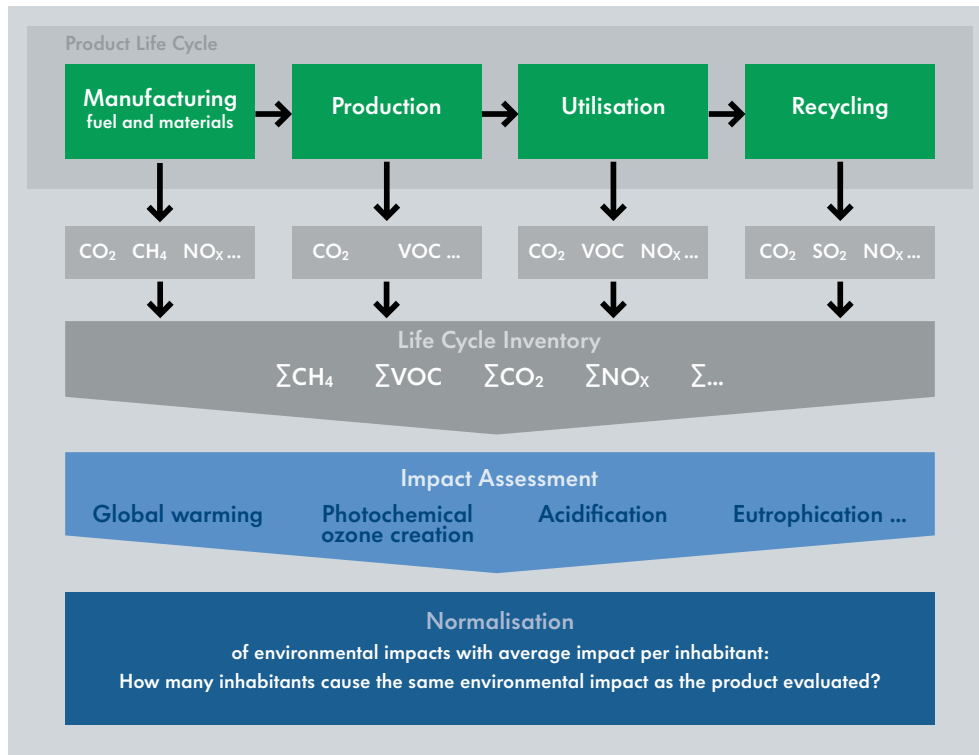 Product Life Cycle
Manufacturing
fuel and materials
Production
Utilisation
Recycling
CO₂ CH₄ NOₓ ...
CO₂ VOC ...
CO₂ VOC NOₓ ...
CO₂ SO₂ NOₓ ...
Life Cycle Inventory
∑CH₄ ∑VOC ∑CO₂ ∑NOₓ ∑...
Impact Assessment
Global warming
Photochemical
ozone creation
Acidification
Eutrophication ...
Normalisation
of environmental impacts with average impact per inhabitant:
How many inhabitants cause the same environmental impact as the product evaluated?